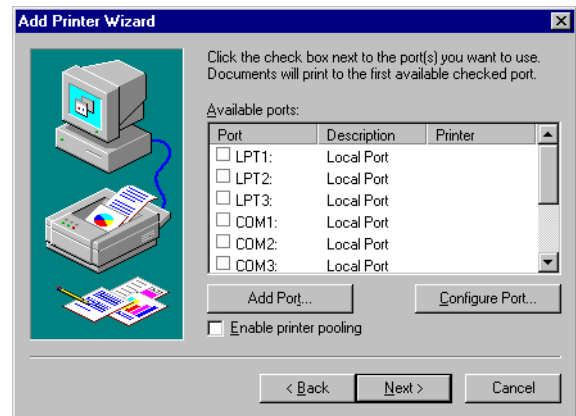 Add Printer Wizard
Click the check box next to the port(s) you want to use.
Documents will print to the first available checked port.
Available ports:
Port Description Printer
LPT1: Local Port
LPT2: Local Port
LPT3: Local Port
COM1: Local Port
COM2: Local Port
COM3: Local Port
Add Port... Configure Port...
Enable printer pooling
< Back Next > Cancel